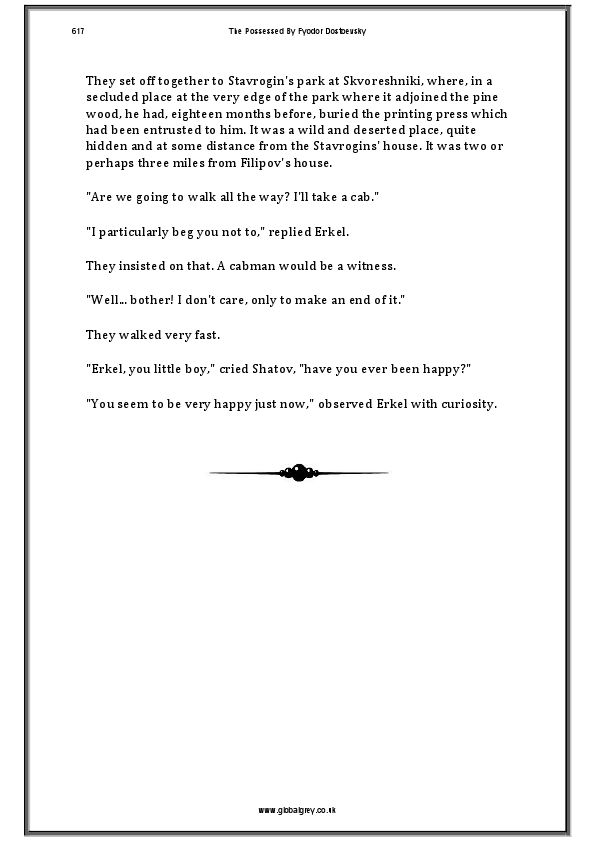 617
The Possessed By Fyodor Dostoevsky
They set off together to Stavrogin's park at Skvoreshniki, where, in a
secluded place at the very edge of the park where it adjoined the pine
wood, he had, eighteen months before, buried the printing press which
had been entrusted to him. It was a wild and deserted place, quite
hidden and at some distance from the Stavrogins' house. It was two or
perhaps three miles from Filipov's house.
"Are we going to walk all the way? I'll take a cab."
"I particularly beg you not to," replied Erkel.
They insisted on that. A cabman would be a witness.
"Well... bother! I don't care, only to make an end of it."
They walked very fast.
"Erkel, you little boy," cried Shatov, "have you ever been happy?"
"You seem to be very happy just now," observed Erkel with curiosity.
www.globalgrey.co.uk